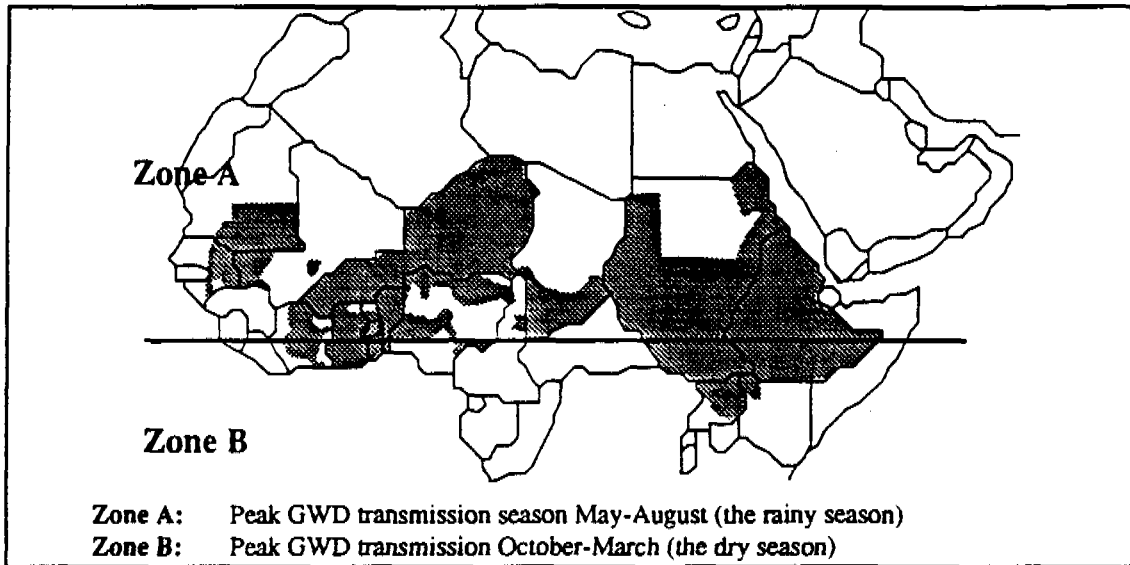 Zone A
Zone B
Zone A: Peak GWD transmission season May-August (the rainy season)
Zone B: Peak GWD transmission October-March (the dry season)